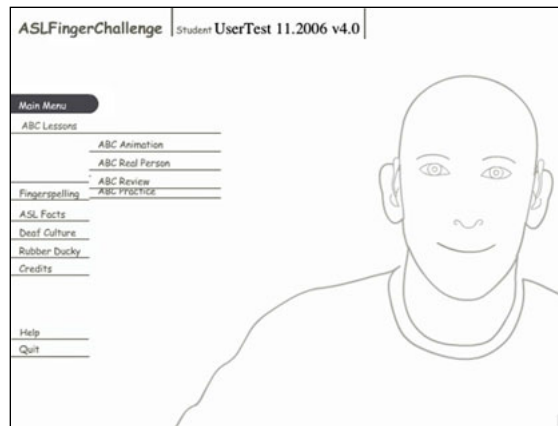 ASLFingerChallenge Student UserTest 11.2006 v4.0
Main Menu
ABC Lessons
ABC Animation
ABC Real Person
ABC Review
Fingerspelling ABC Practice
ASL Facts
Deaf Culture
Rubber Ducky
Credits
Help
Quit